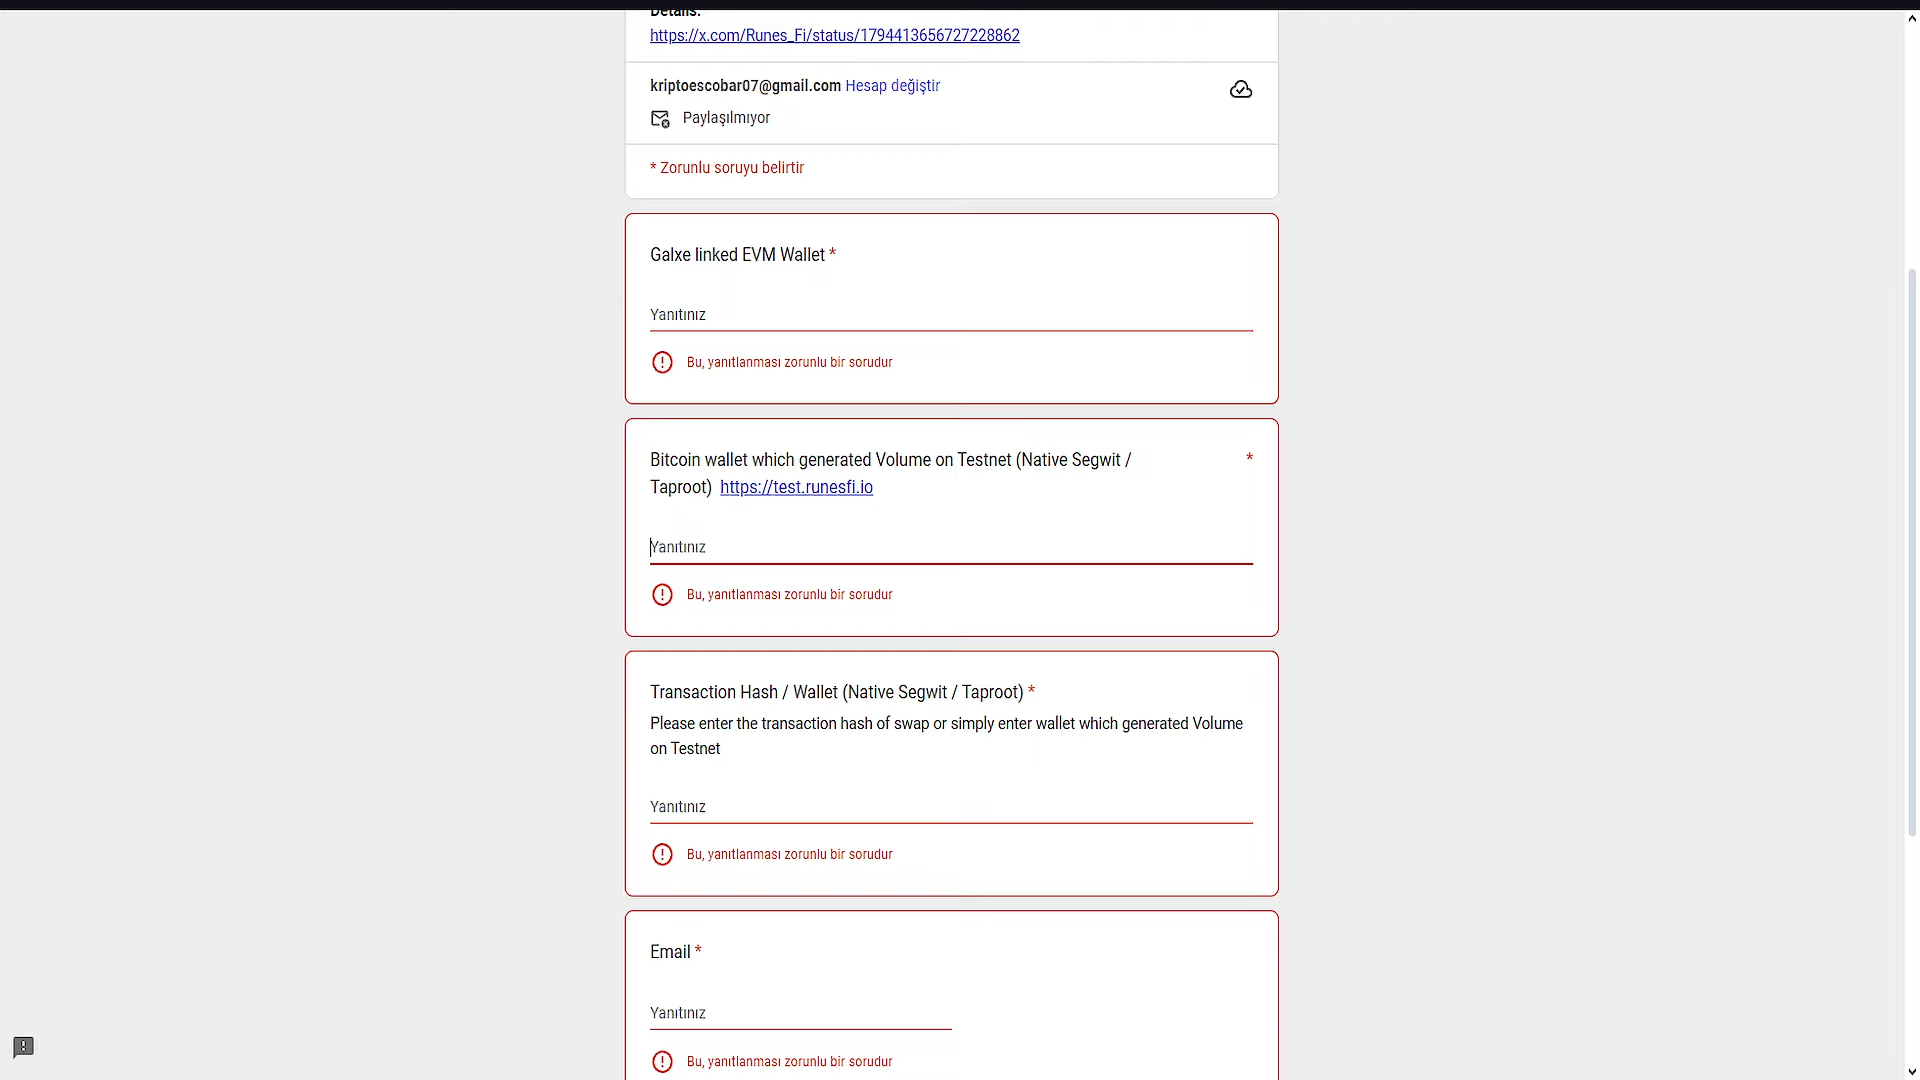 Details:
https://x.com/Runes_Fi/status/1794413656727228862
kriptoescobar07@gmail.com Hesap değiştir
Paylaşılmıyor
* Zorunlu soruyu belirtir
Galxe linked EVM Wallet *
Yanıtınız
Bu, yanıtlanması zorunlu bir sorudur
Bitcoin wallet which generated Volume on Testnet (Native Segwit / *
Taproot) https://test.runesfi.io
Yanıtınız
Bu, yanıtlanması zorunlu bir sorudur
Transaction Hash / Wallet (Native Segwit / Taproot) *
Please enter the transaction hash of swap or simply enter wallet which generated Volume
on Testnet
Yanıtınız
Bu, yanıtlanması zorunlu bir sorudur
Email *
Yanıtınız
Bu, yanıtlanması zorunlu bir sorudur